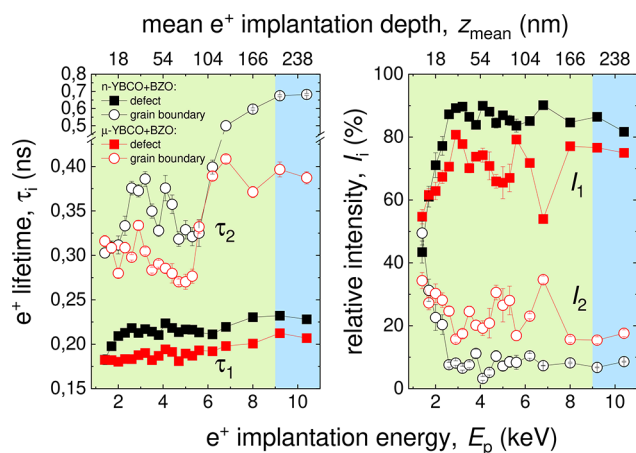 mean e⁺ implantation depth, z_mean (nm)
18 54 104 166 238
18 54 104 166 238
0,8
0,7
0,6
0,5
0,40
0,35
0,30
0,25
0,20
0,15
e⁺ lifetime, τᵢ (ns)
n-YBCO+BZO:
defect
grain boundary
μ-YBCO+BZO:
defect
grain boundary
τ₂
τ₁
2 4 6 8 10
100
80
60
40
20
0
relative intensity, Iᵢ (%)
I₁
I₂
2 4 6 8 10
e⁺ implantation energy, Eₚ (keV)